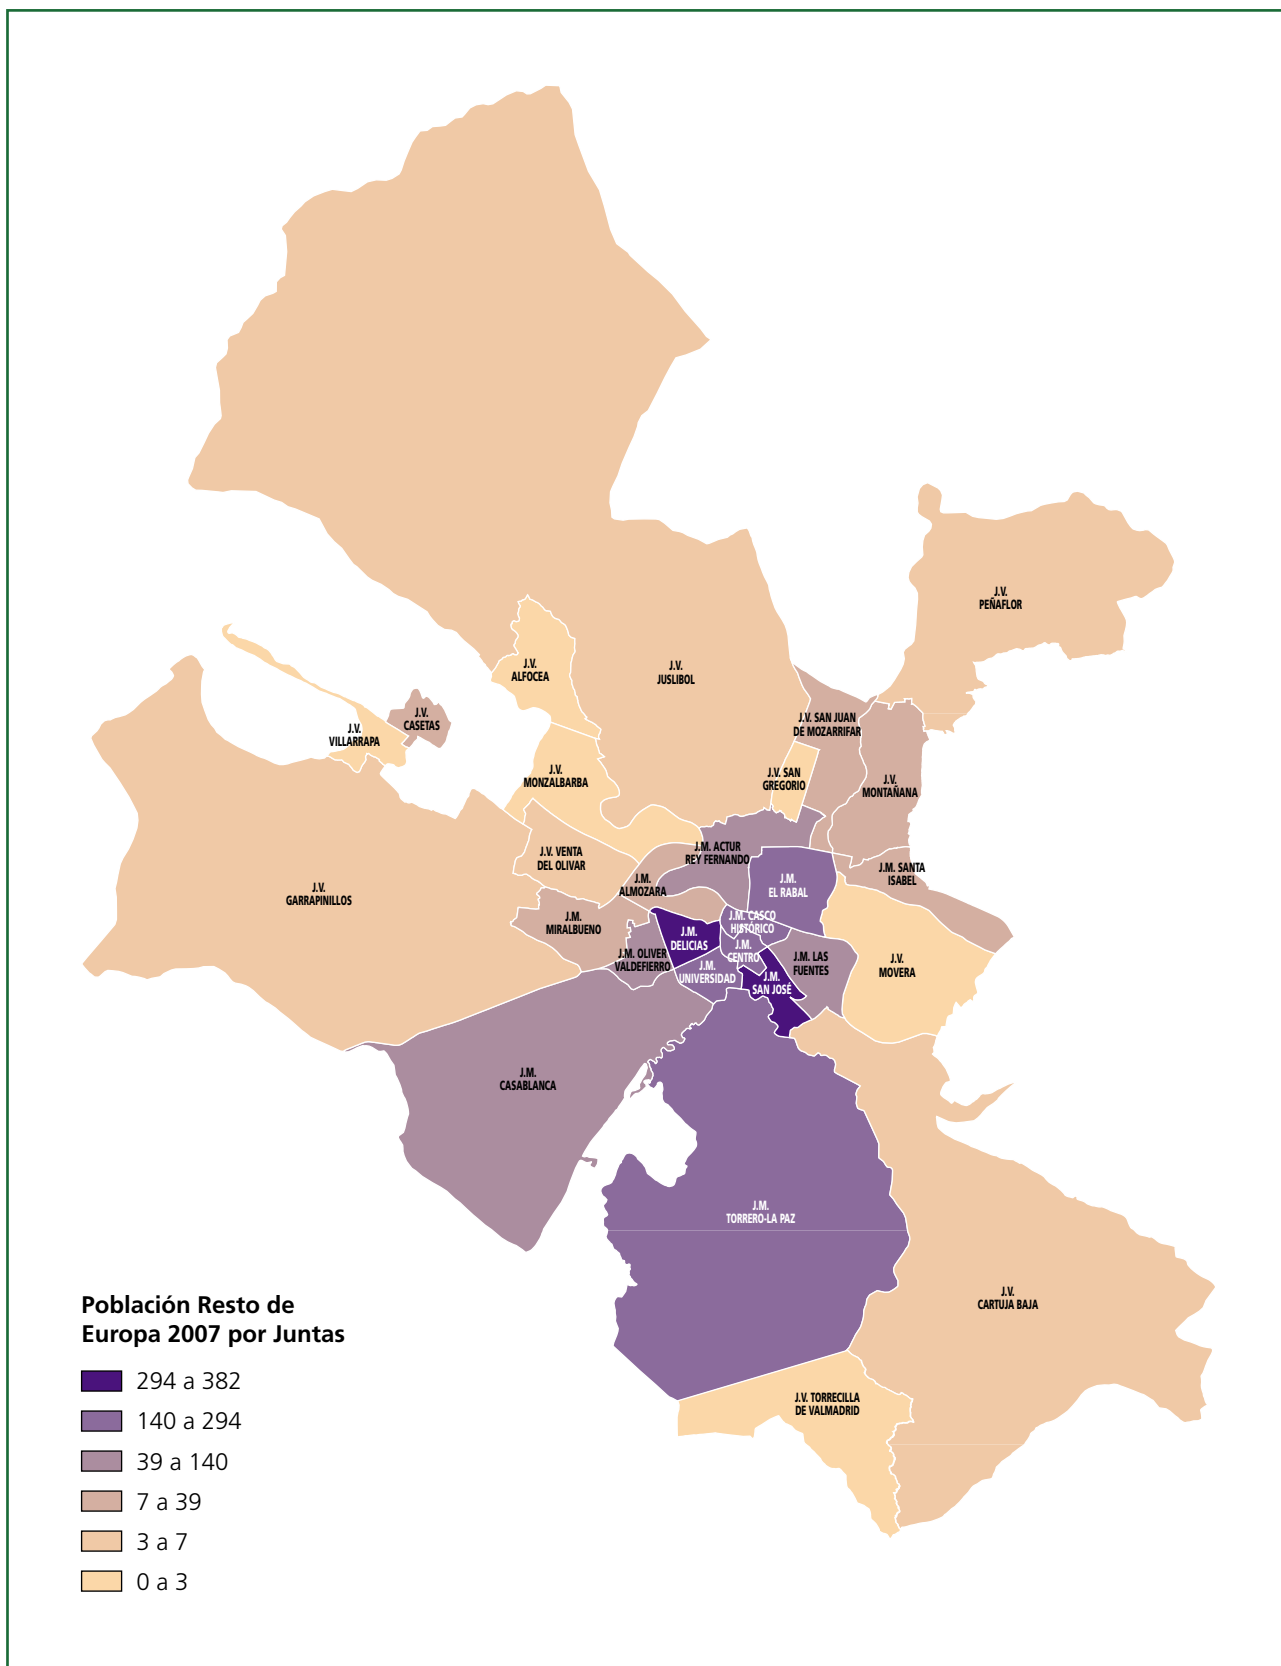 J.V.
PEÑAFLOR
J.V.
ALFOCEA
J.V.
JUSLIBOL
J.V.
CASETAS
J.V.
VILLARRAPA
J.V. SAN JUAN
DE MOZARRIFAR
J.V.
MONZALBARBA
J.V. SAN
GREGORIO
J.V.
MONTAÑANA
J.V. VENTA
DEL OLIVAR
J.M. ACTUR
REY FERNANDO
J.M. SANTA
ISABEL
J.V.
GARRAPINILLOS
J.M.
ALMOZARA
J.M.
EL RABAL
J.M.
MIRALBUENO
J.M. CASCO
HISTÓRICO
J.M.
DELICIAS
J.M. OLIVER
VALDEFIERRO
J.M.
CENTRO
J.M. LAS
FUENTES
J.V.
MOVERA
J.M.
UNIVERSIDAD
J.M.
SAN JOSÉ
J.M.
CASABLANCA
J.M.
TORRERO-LA PAZ
J.V.
CARTUJA BAJA
J.V. TORRECILLA
DE VALMADRID
Población Resto de
Europa 2007 por Juntas
294 a 382
140 a 294
39 a 140
7 a 39
3 a 7
0 a 3